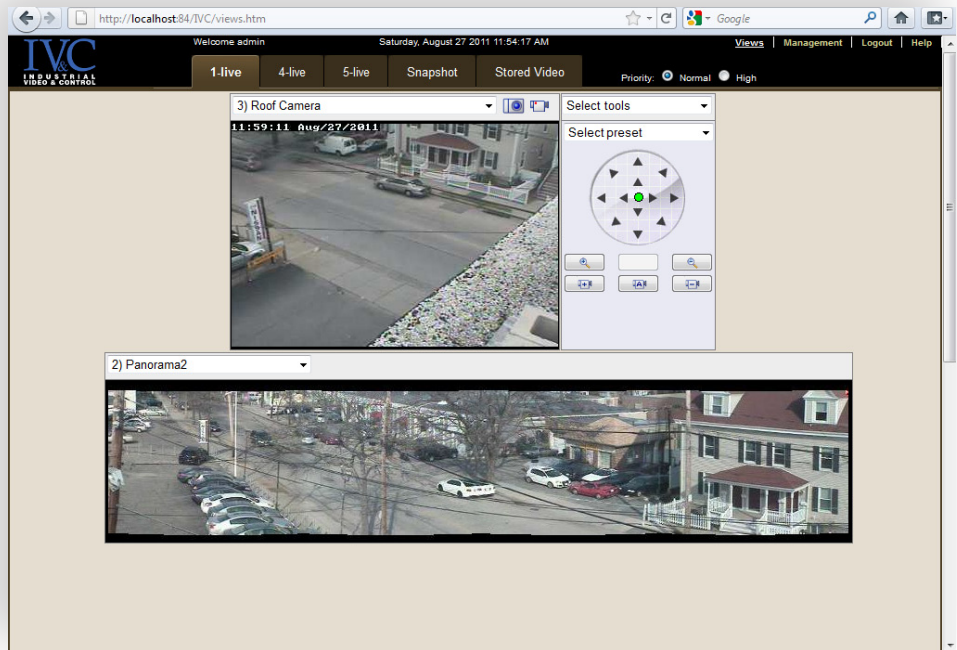 http://localhost:84/IVC/views.htm
Google
IV&C
INDUSTRIAL
VIDEO & CONTROL
Welcome admin
Saturday, August 27 2011 11:54:17 AM
Views | Management | Logout | Help
1-live
4-live
5-live
Snapshot
Stored Video
Priority: Normal High
3) Roof Camera
Select tools
11:59:11 Aug/27/2011
Select preset
NISSAN
A
2) Panorama2